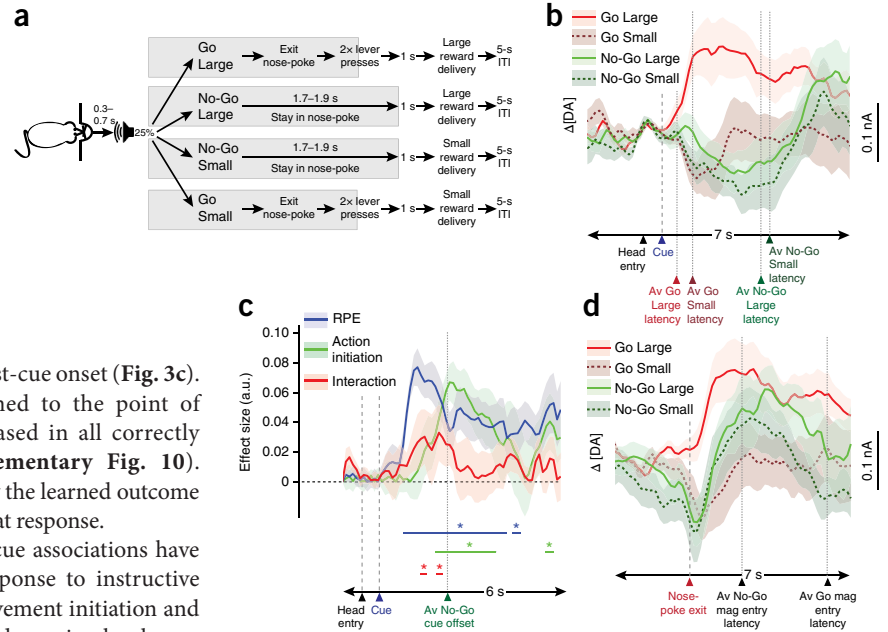 a
0.3–
0.7 s
25%
Go
Large
Exit
nose-poke
2× lever
presses
1 s
Large
reward
delivery
5-s
ITI
No-Go
Large
1.7–1.9 s
Stay in nose-poke
1 s
Large
reward
delivery
5-s
ITI
No-Go
Small
1.7–1.9 s
Stay in nose-poke
1 s
Small
reward
delivery
5-s
ITI
Go
Small
Exit
nose-poke
2× lever
presses
1 s
Small
reward
delivery
5-s
ITI
b
Go Large
Go Small
No-Go Large
No-Go Small
Δ[DA]
0.1 nA
7 s
Head
entry
Cue
Av No-Go
Small
latency
Av Go
Large
latency
Av Go
Small
latency
Av No-Go
Large
latency
st-cue onset (Fig. 3c).
ned to the point of
ased in all correctly
ementary Fig. 10).
y the learned outcome
at response.
cue associations have
sponse to instructive
vement initiation and
c
RPE
Action
initiation
Interaction
Effect size (a.u.)
0.10
0.08
0.06
0.04
0.02
0
* *
* *
* *
6 s
Head
entry
Cue
Av No-Go
cue offset
d
Go Large
Go Small
No-Go Large
No-Go Small
Δ [DA]
0.1 nA
7 s
Nose-
poke exit
Av No-Go
mag entry
latency
Av Go mag
entry
latency